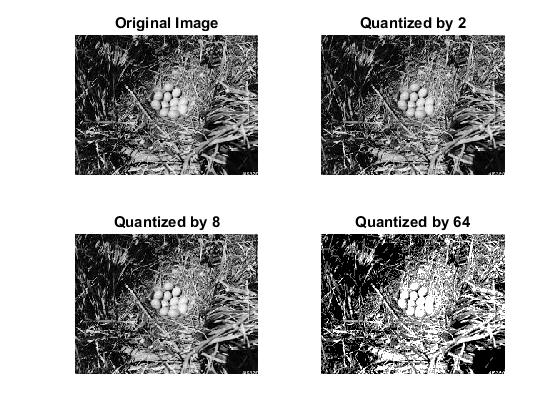 Original Image
Quantized by 2
Quantized by 8
Quantized by 64